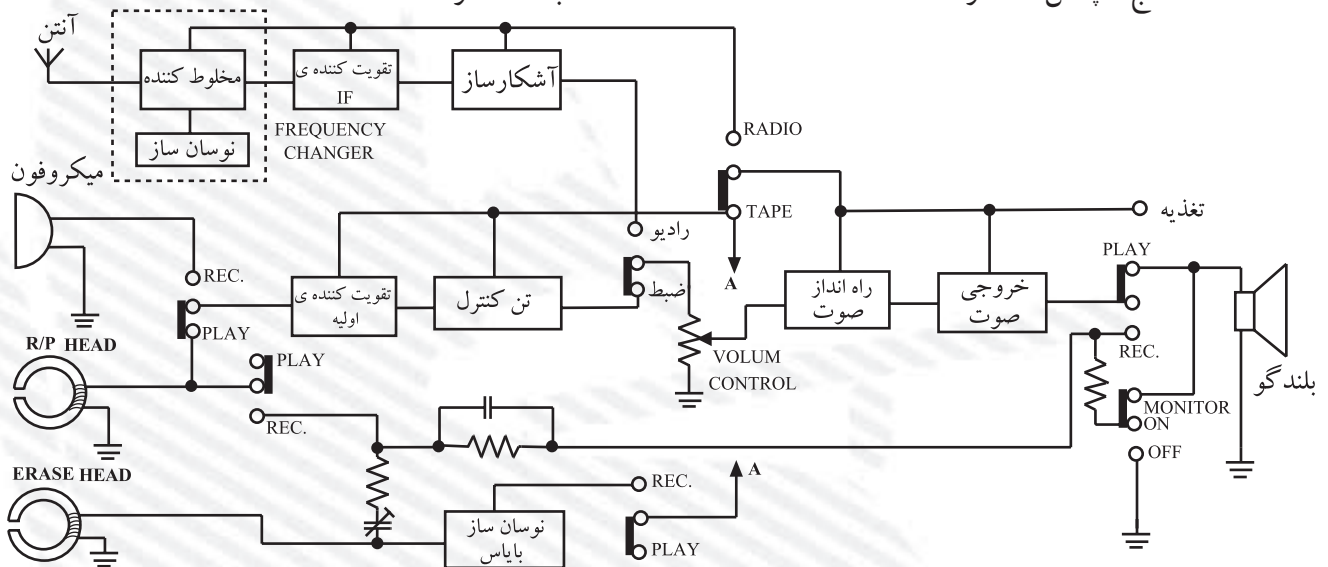 آنتن
مخلوط کننده
تقویت کننده ی
IF
آشکارساز
نوسان ساز
FREQUENCY
CHANGER
RADIO
میکروفون
TAPE
رادیو
تغذیه
REC.
PLAY
A
تقویت کننده ی
اولیه
تن کنترل
ضبط
راه انداز
صوت
خروجی
صوت
PLAY
R/P HEAD
PLAY
VOLUM
CONTROL
REC.
بلندگو
REC.
MONITOR
ON
OFF
ERASE HEAD
REC.
A
نوسان ساز
بایاس
PLAY